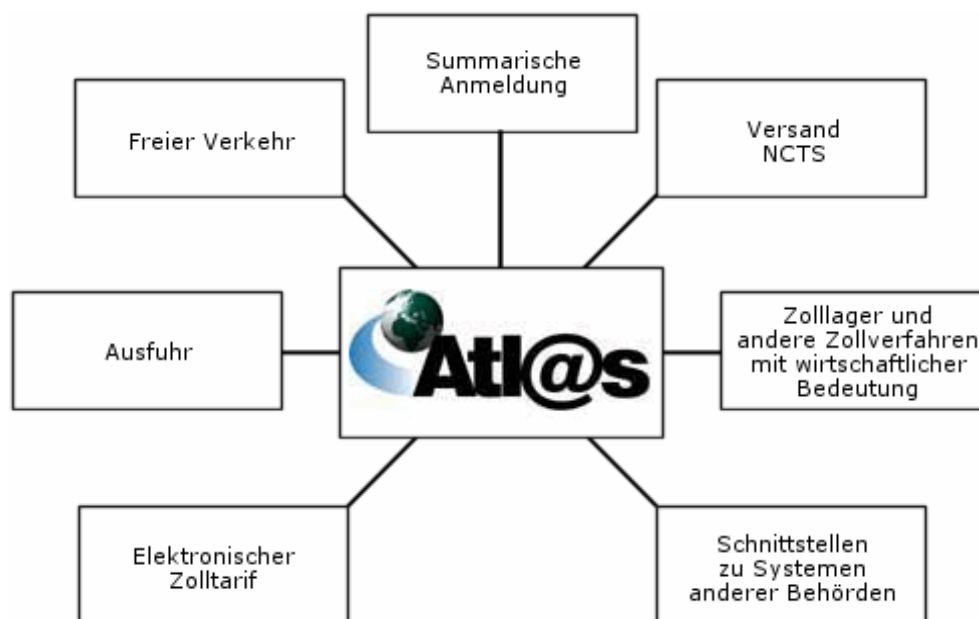 Summarische
Anmeldung
Freier Verkehr
Versand
NCTS
Ausfuhr
Atl@s
Zolllager und
andere Zollverfahren
mit wirtschaftlicher
Bedeutung
Elektronischer
Zolltarif
Schnittstellen
zu Systemen
anderer Behörden